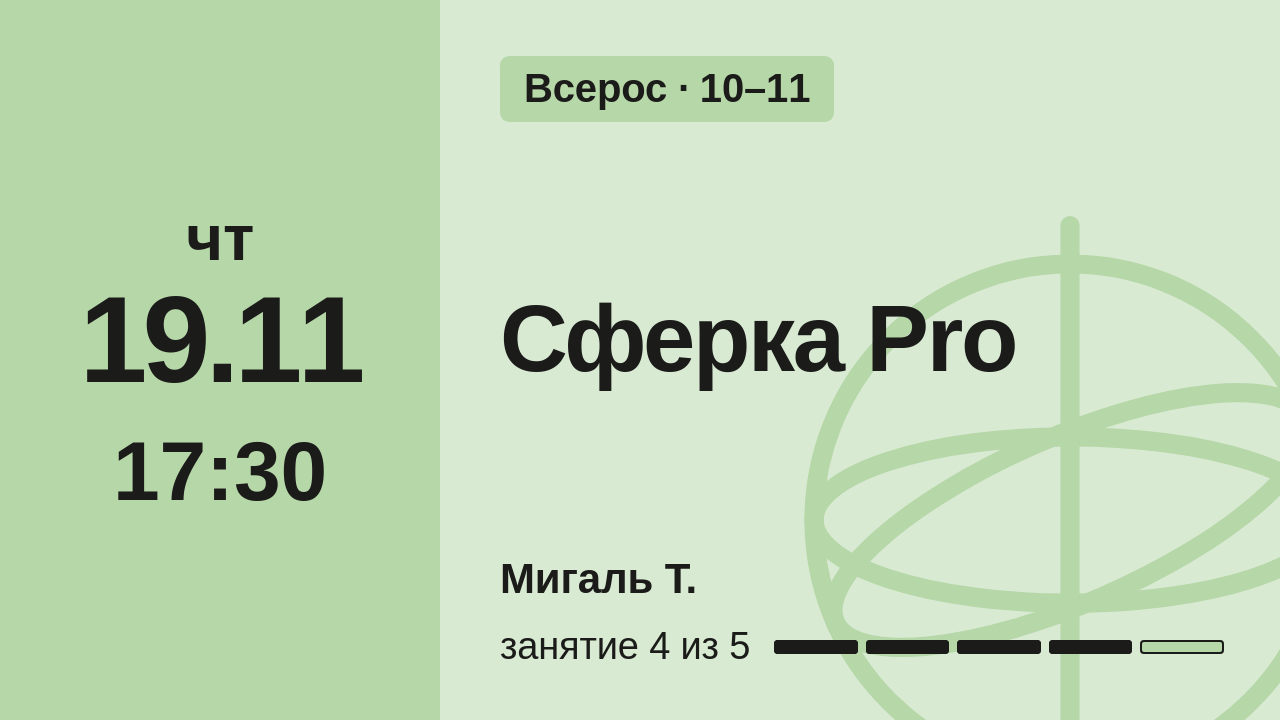 чт
19.11
17:30
Всерос · 10–11
Сферка Pro
Мигаль Т.
занятие 4 из 5